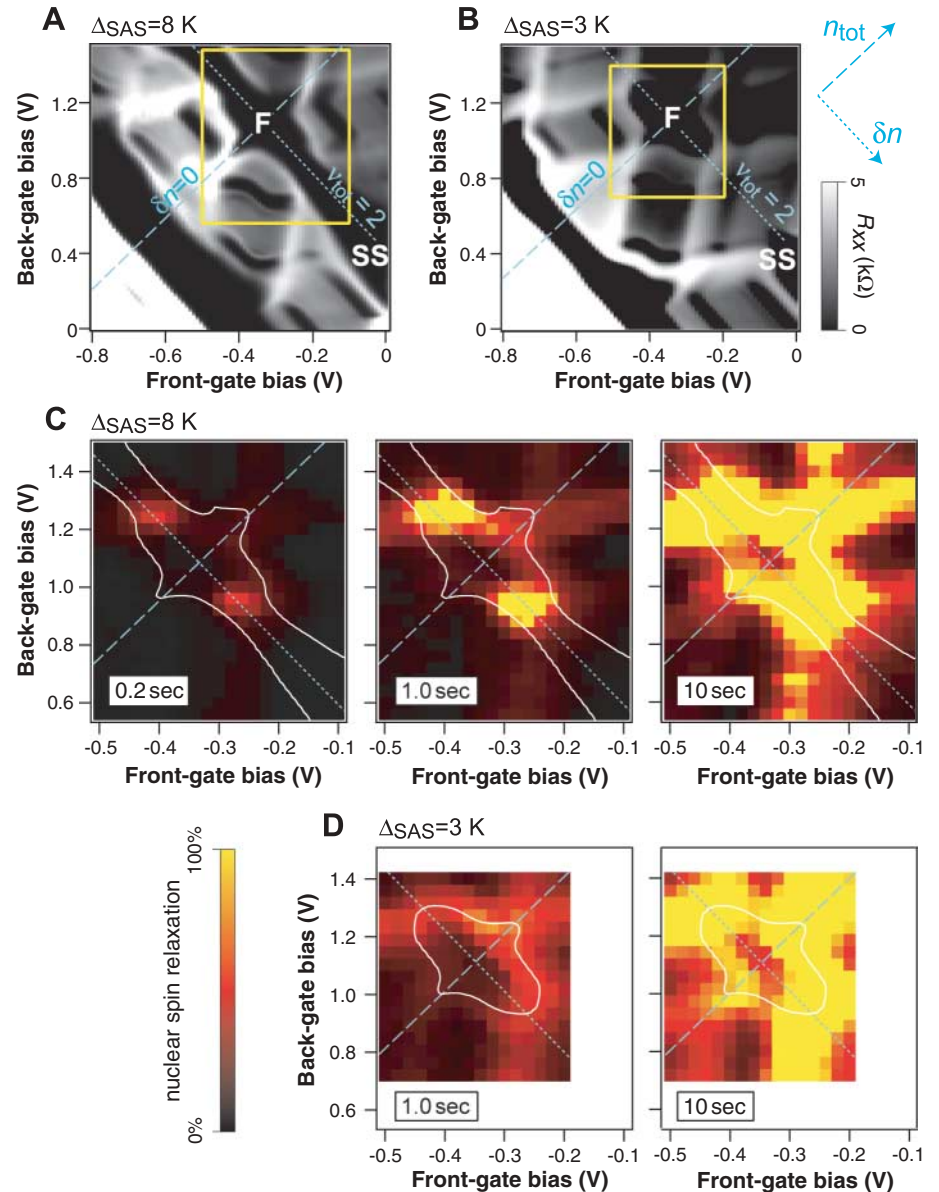 A
ΔSAS=8 K
Back-gate bias (V)
1.2
0.8
0.4
0
-0.8
-0.6
-0.4
-0.2
0
Front-gate bias (V)
F
δn=0
νtot = 2
SS
B
ΔSAS=3 K
Back-gate bias (V)
1.2
0.8
0.4
0
-0.8
-0.6
-0.4
-0.2
0
Front-gate bias (V)
F
δn=0
νtot = 2
SS
ntot
δn
5
Rxx (kΩ)
0
C
ΔSAS=8 K
Back-gate bias (V)
1.4
1.2
1.0
0.8
0.6
0.2 sec
-0.5
-0.4
-0.3
-0.2
-0.1
Front-gate bias (V)
1.0 sec
-0.5
-0.4
-0.3
-0.2
-0.1
Front-gate bias (V)
10 sec
-0.5
-0.4
-0.3
-0.2
-0.1
Front-gate bias (V)
nuclear spin relaxation
100%
0%
D
ΔSAS=3 K
Back-gate bias (V)
1.4
1.2
1.0
0.8
0.6
1.0 sec
-0.5
-0.4
-0.3
-0.2
-0.1
Front-gate bias (V)
10 sec
-0.5
-0.4
-0.3
-0.2
-0.1
Front-gate bias (V)